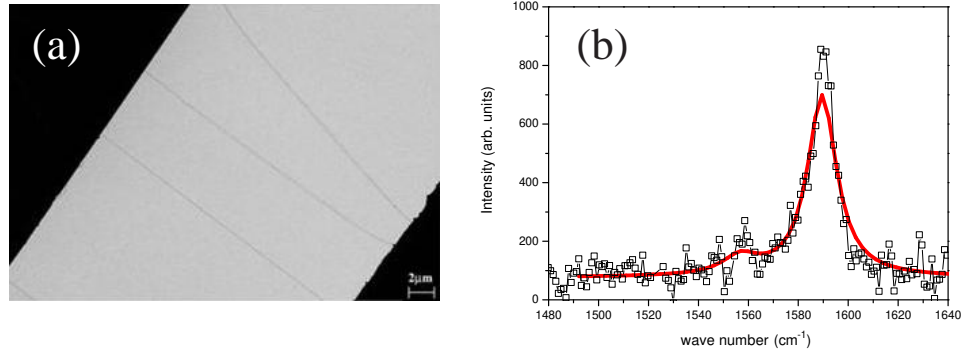 (a)
2μm
(b)
1000
800
600
400
200
0
Intensity (arb. units)
1480 1500 1520 1540 1560 1580 1600 1620 1640
wave number (cm⁻¹)